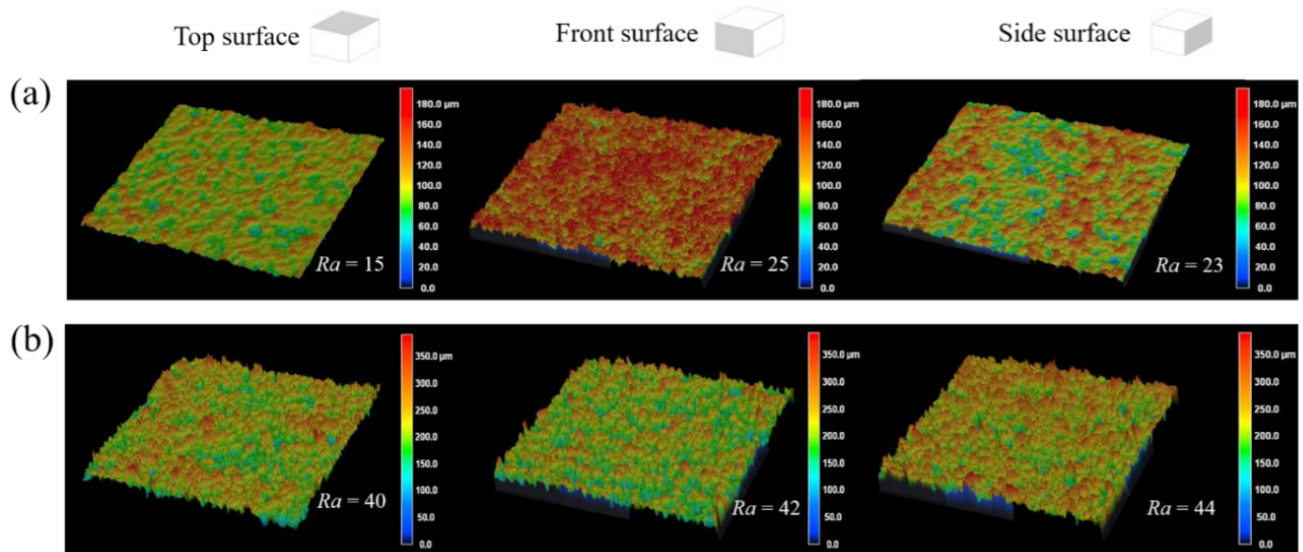 Top surface
Front surface
Side surface
(a)
180.0 µm
160.0
140.0
120.0
100.0
80.0
60.0
40.0
20.0
0.0
Ra = 15
180.0 µm
160.0
140.0
120.0
100.0
80.0
60.0
40.0
20.0
0.0
Ra = 25
180.0 µm
160.0
140.0
120.0
100.0
80.0
60.0
40.0
20.0
0.0
Ra = 23
(b)
350.0 µm
300.0
250.0
200.0
150.0
100.0
50.0
0.0
Ra = 40
350.0 µm
300.0
250.0
200.0
150.0
100.0
50.0
0.0
Ra = 42
350.0 µm
300.0
250.0
200.0
150.0
100.0
50.0
0.0
Ra = 44